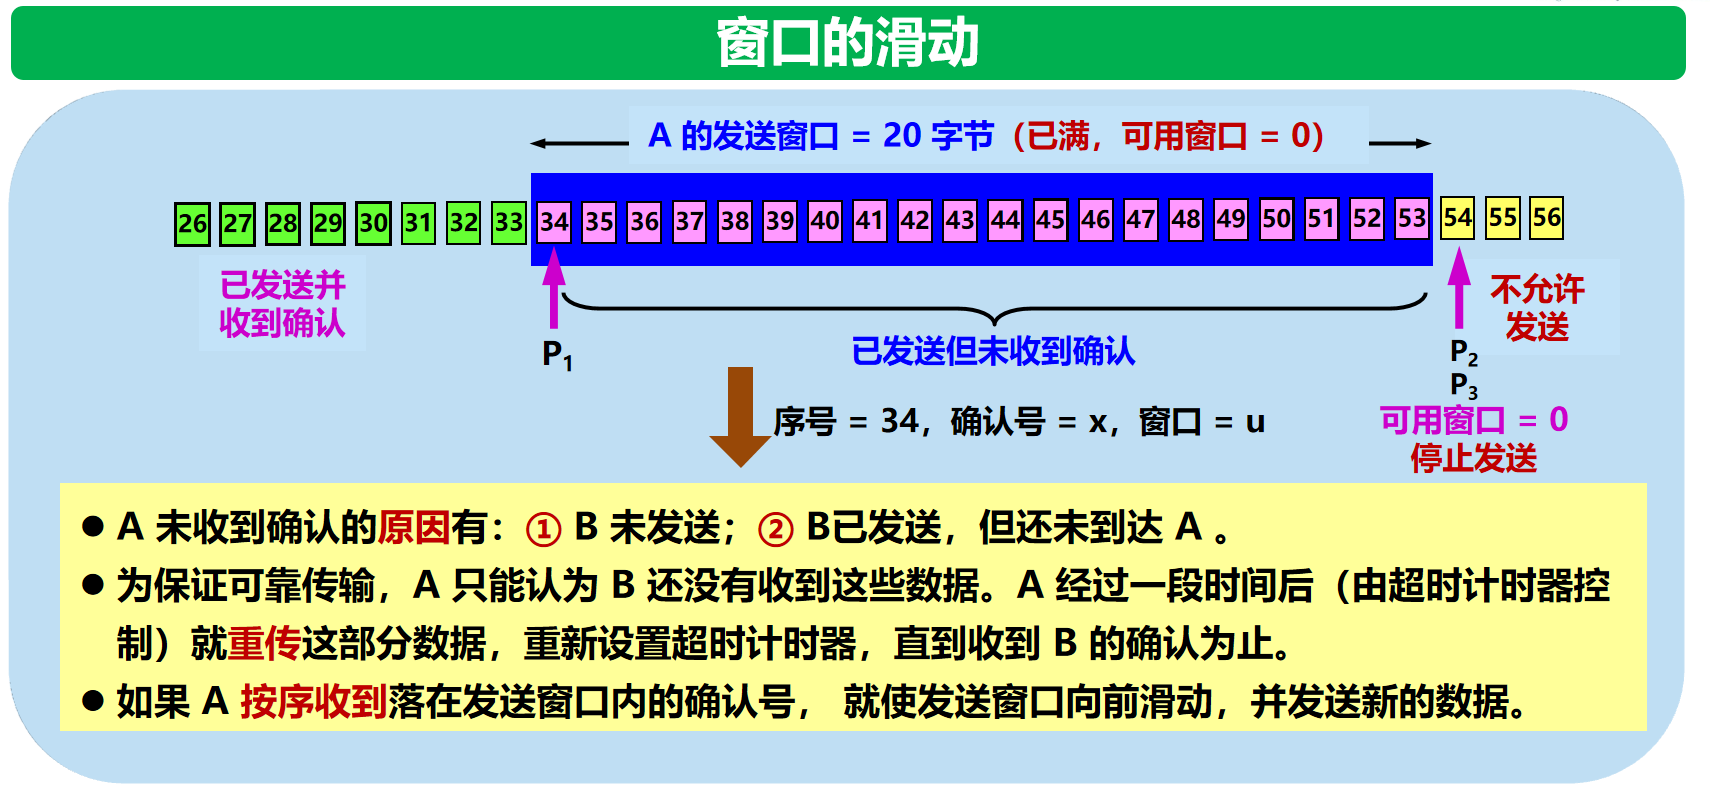 窗口的滑动
A 的发送窗口 = 20 字节（已满，可用窗口 = 0）
26 27 28 29 30 31 32 33 34 35 36 37 38 39 40 41 42 43 44 45 46 47 48 49 50 51 52 53 54 55 56
已发送并
收到确认
P1
已发送但未收到确认
不允许
发送
P2
P3
序号 = 34，确认号 = x，窗口 = u
可用窗口 = 0
停止发送
● A 未收到确认的原因有：① B 未发送；② B已发送，但还未到达 A 。
● 为保证可靠传输，A 只能认为 B 还没有收到这些数据。A 经过一段时间后（由超时计时器控
制）就重传这部分数据，重新设置超时计时器，直到收到 B 的确认为止。
● 如果 A 按序收到落在发送窗口内的确认号， 就使发送窗口向前滑动，并发送新的数据。